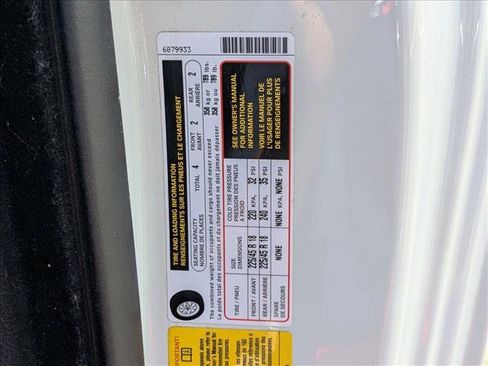 6879933
TIRE AND LOADING INFORMATION
RENSEIGNEMENTS SUR LES PNEUS ET LE CHARGEMENT
SEATING CAPACITY TOTAL 4 FRONT 2 REAR 2
NOMBRE DE PLACES AVANT ARRIÈRE
The combined weight of occupants and cargo should never exceed 358 kg or 789 lbs.
Le poids total des occupants et du chargement ne doit jamais dépasser 358 kg ou 789 lb.
TIRE / PNEU SIZE DIMENSIONS COLD TIRE PRESSURE PRESSION DES PNEUS A FROID
FRONT / AVANT 225/45 R 18 220 KPA, 32 PSI
REAR / ARRIÈRE 225/45 R 18 240 KPA, 35 PSI
SPARE DE SECOURS NONE NONE KPA, NONE PSI
SEE OWNER'S MANUAL
FOR ADDITIONAL
INFORMATION
VOIR LE MANUEL DE
L'USAGER POUR PLUS
DE RENSEIGNEMENTS
IMPORTANT!